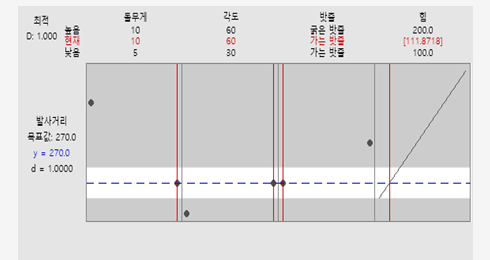 최적
D: 1.000
돌무게 각도 밧줄 힘
높음 10 60 굵은 밧줄 200.0
현재 10 60 가는 밧줄 [111.8718]
낮음 5 30 가는 밧줄 100.0
발사거리
목표값: 270.0
y = 270.0
d = 1.0000